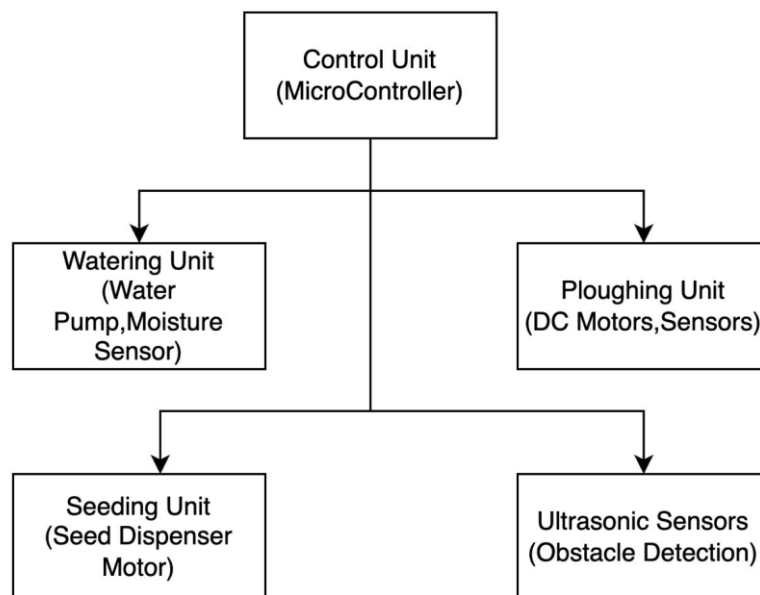 Control Unit
(MicroController)
Watering Unit
(Water
Pump,Moisture
Sensor)
Ploughing Unit
(DC Motors,Sensors)
Seeding Unit
(Seed Dispenser
Motor)
Ultrasonic Sensors
(Obstacle Detection)